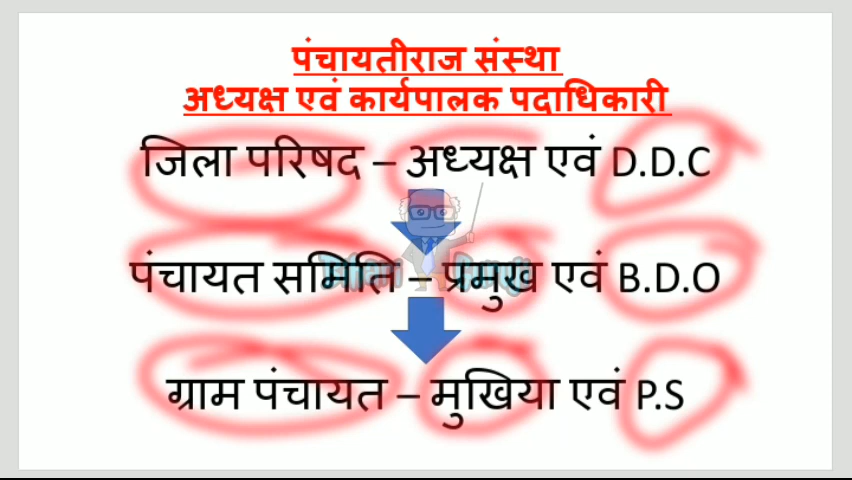 पंचायतीराज संस्था
अध्यक्ष एवं कार्यपालक पदाधिकारी
जिला परिषद – अध्यक्ष एवं D.D.C
पंचायत समिति – प्रमुख एवं B.D.O
ग्राम पंचायत – मुखिया एवं P.S